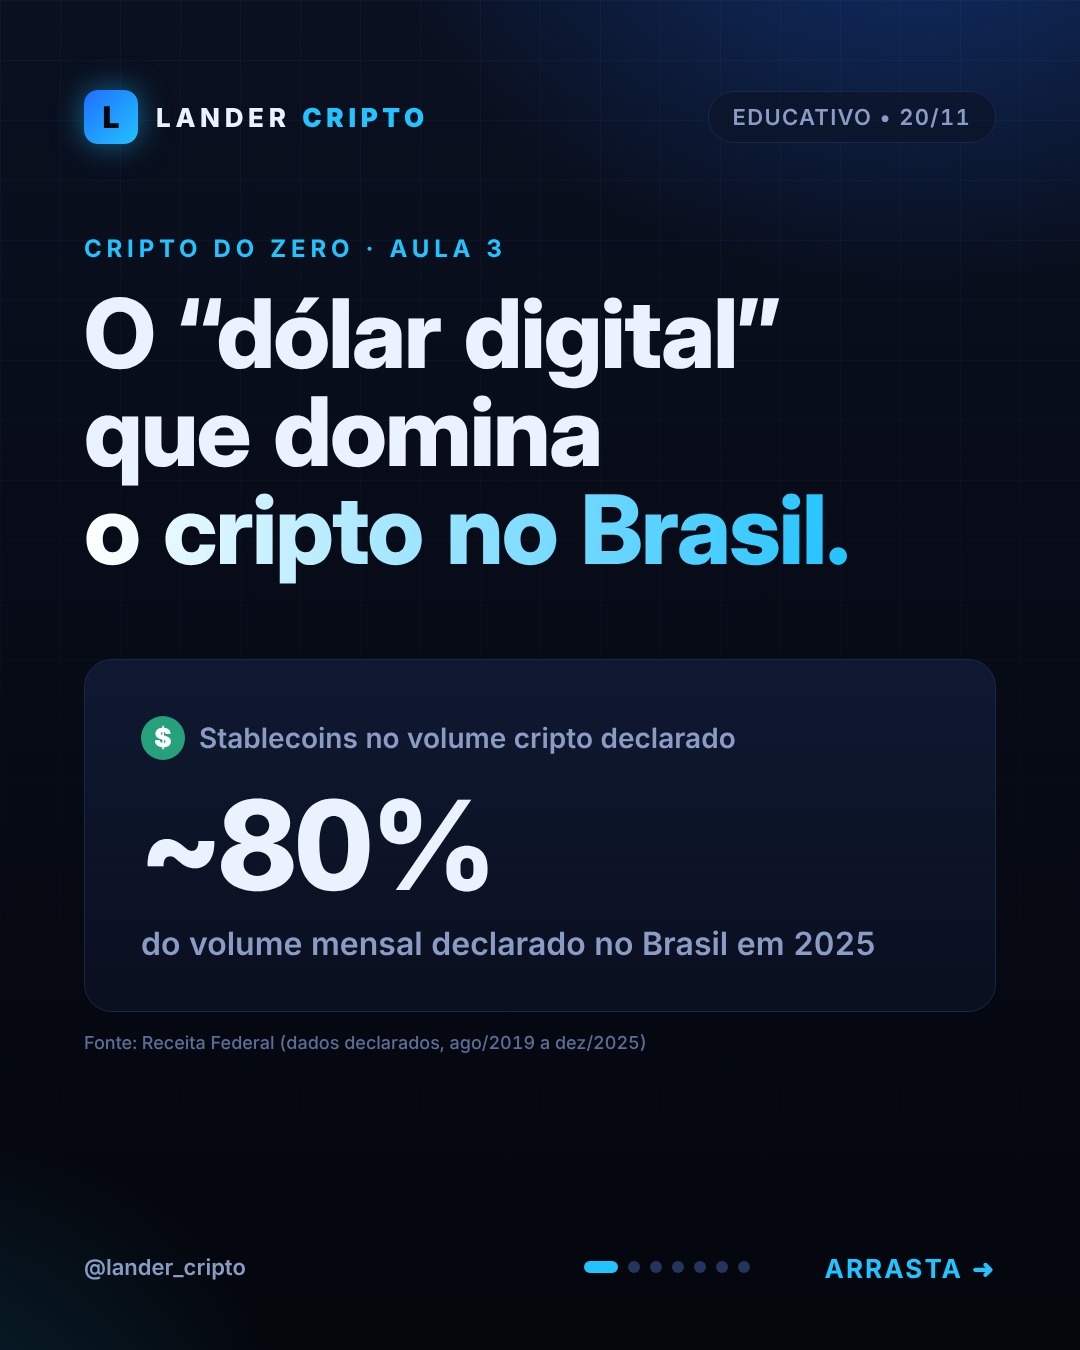 L LANDER CRIPTO
EDUCATIVO • 20/11
CRIPTO DO ZERO · AULA 3
O “dólar digital”
que domina
o cripto no Brasil.
$ Stablecoins no volume cripto declarado
~80%
do volume mensal declarado no Brasil em 2025
Fonte: Receita Federal (dados declarados, ago/2019 a dez/2025)
@lander_cripto
ARRASTA ➜